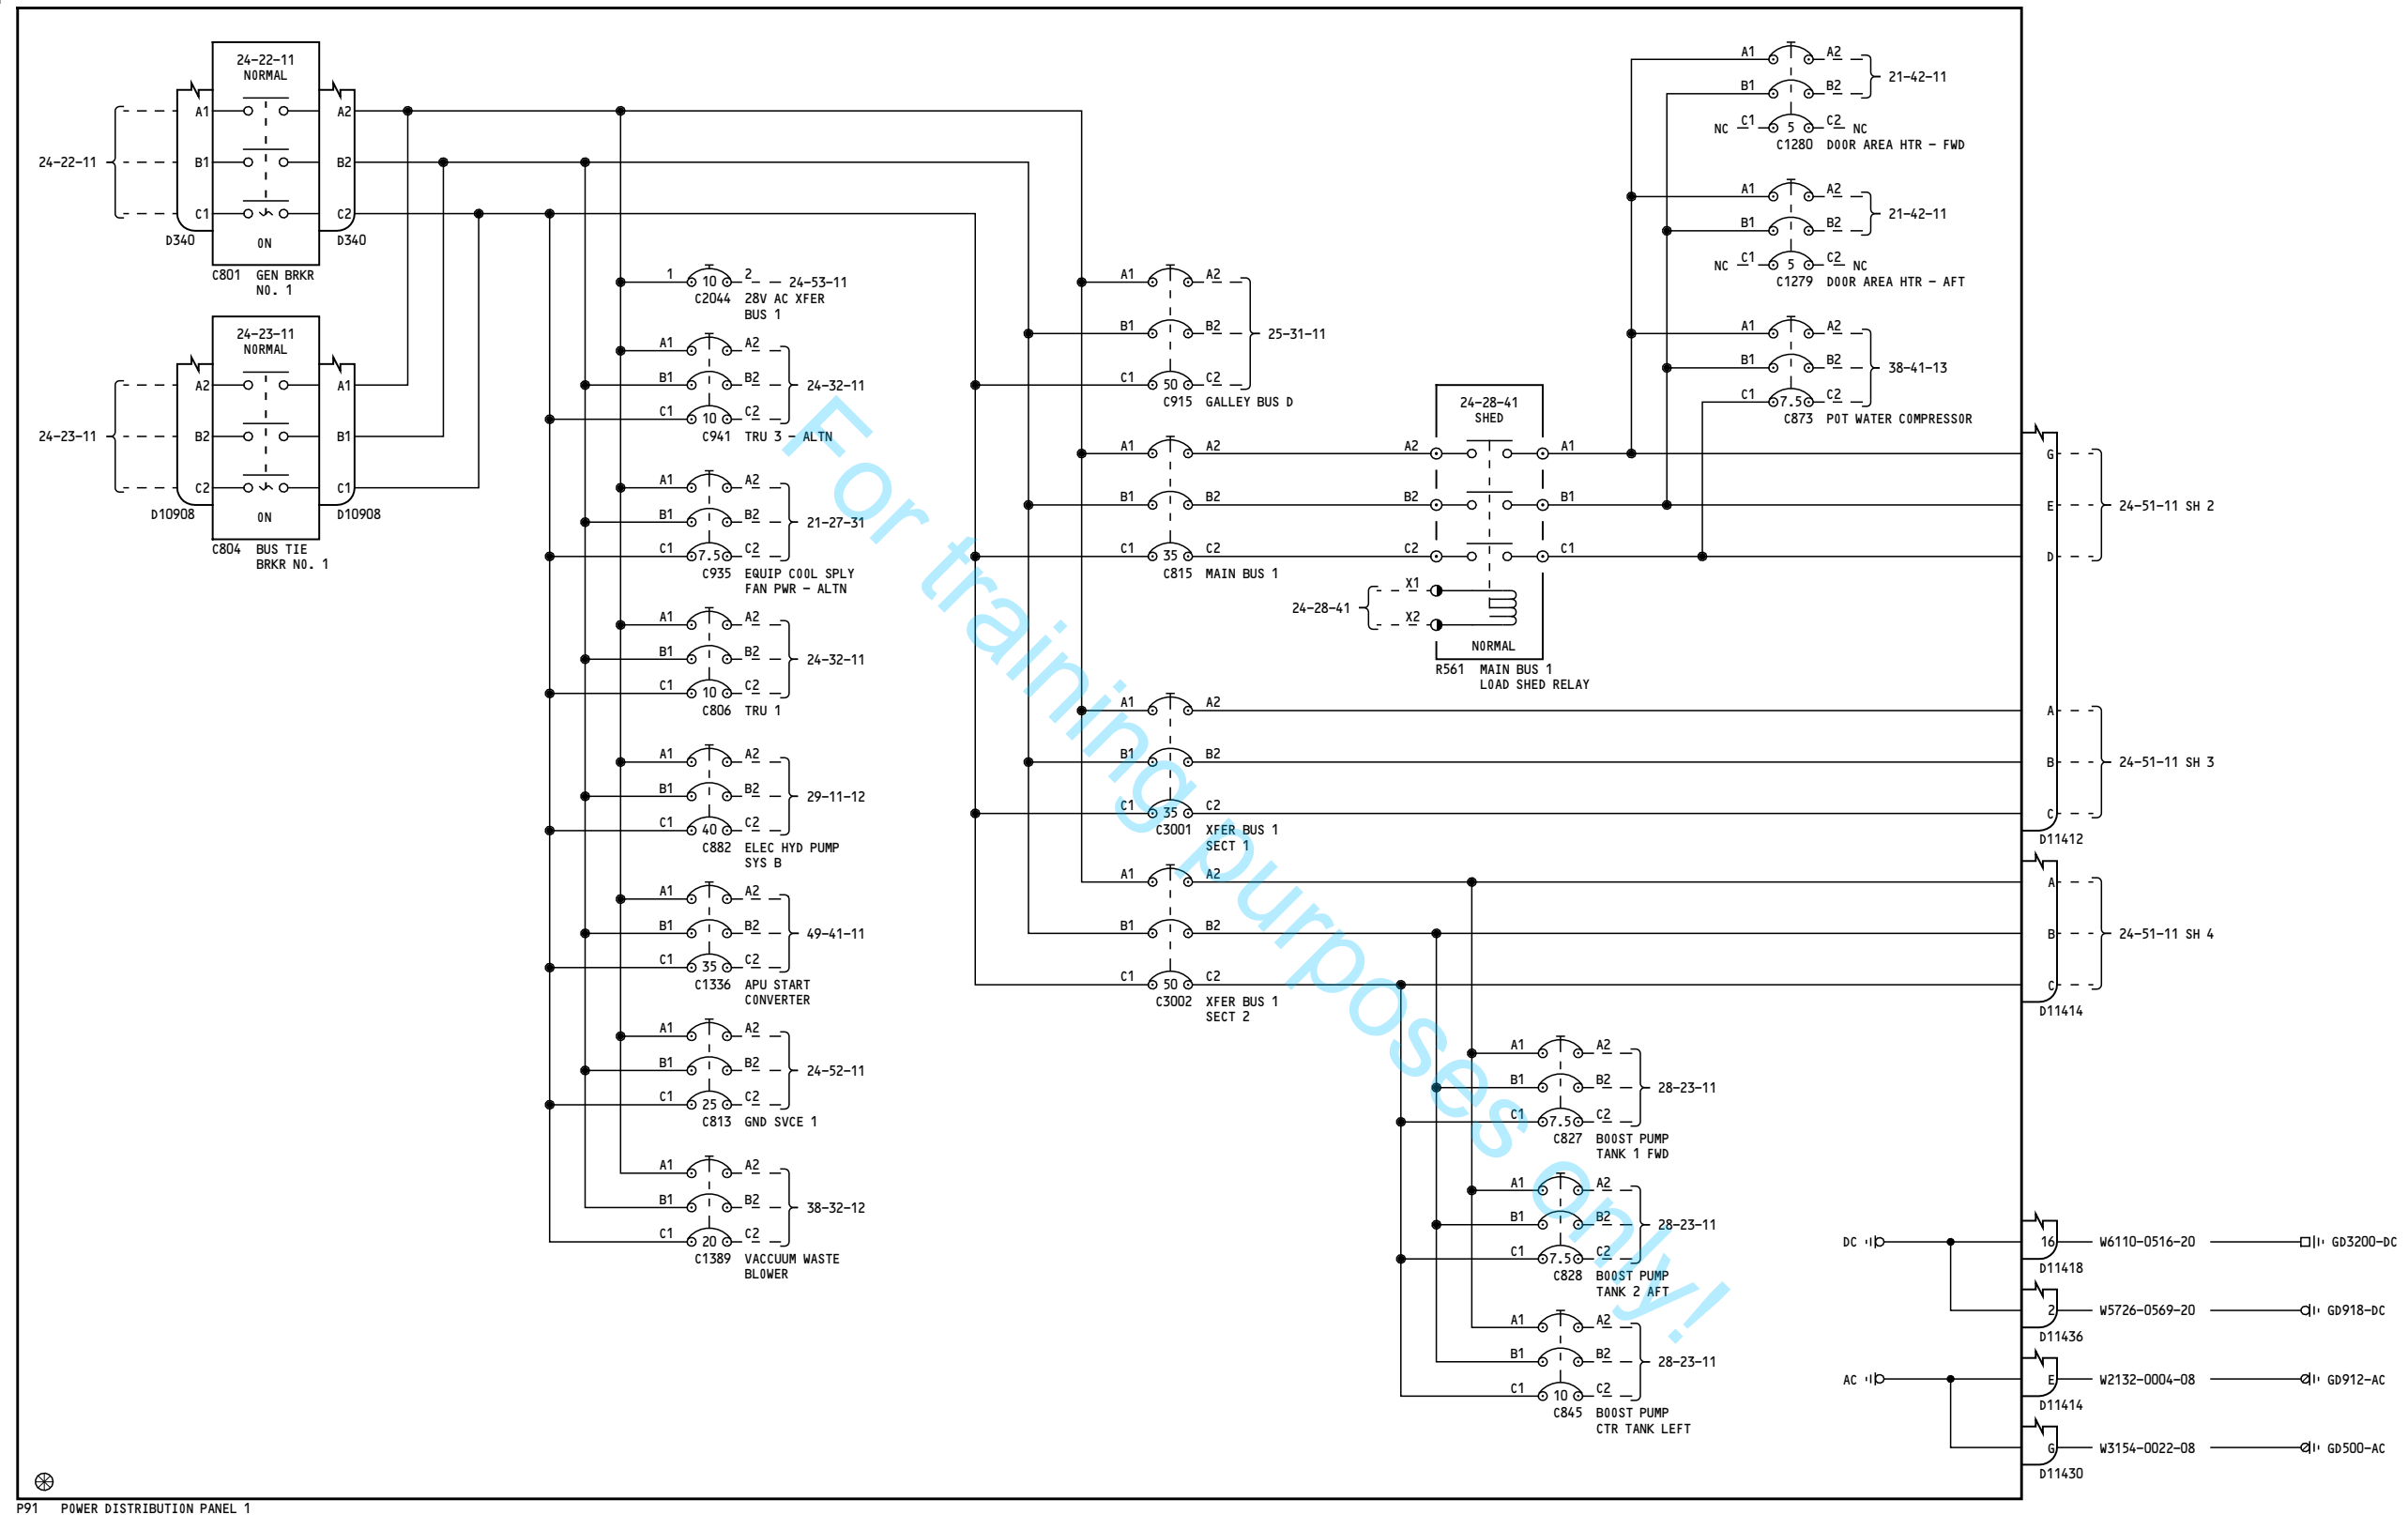 24-22-11
NORMAL
A1
A2
24-22-11
B1
B2
C1
C2
D340
ON
D340
C801 GEN BRKR
NO. 1
24-23-11
NORMAL
A2
A1
24-23-11
B2
B1
C2
C1
D10908
ON
D10908
C804 BUS TIE
BRKR NO. 1
1 10 2 24-53-11
C2044 28V AC XFER
BUS 1
A1 A2
B1 B2 24-32-11
C1 10 C2
C941 TRU 3 - ALTN
A1 A2
B1 B2 21-27-31
C1 7.5 C2
C935 EQUIP COOL SPLY
FAN PWR - ALTN
A1 A2
B1 B2 24-32-11
C1 10 C2
C806 TRU 1
A1 A2
B1 B2 29-11-12
C1 40 C2
C882 ELEC HYD PUMP
SYS B
A1 A2
B1 B2 49-41-11
C1 35 C2
C1336 APU START
CONVERTER
A1 A2
B1 B2 24-52-11
C1 25 C2
C813 GND SVCE 1
A1 A2
B1 B2 38-32-12
C1 20 C2
C1389 VACCUUM WASTE
BLOWER
A1 A2
B1 B2 25-31-11
C1 50 C2
C915 GALLEY BUS D
A1 A2
B1 B2
C1 35 C2
C815 MAIN BUS 1
24-28-41
SHED
A2 A1
B2 B1
C2 C1
24-28-41
X1
X2
NORMAL
R561 MAIN BUS 1
LOAD SHED RELAY
A1 A2
B1 B2
C1 35 C2
C3001 XFER BUS 1
SECT 1
A1 A2
B1 B2
C1 50 C2
C3002 XFER BUS 1
SECT 2
A1 A2
21-42-11
B1 B2
NC C1 5 C2 NC
C1280 DOOR AREA HTR - FWD
A1 A2
21-42-11
B1 B2
NC C1 5 C2 NC
C1279 DOOR AREA HTR - AFT
A1 A2
B1 B2 38-41-13
C1 7.5 C2
C873 POT WATER COMPRESSOR
G
E 24-51-11 SH 2
D
A
B 24-51-11 SH 3
C
D11412
A
B 24-51-11 SH 4
C
D11414
A1 A2
B1 B2 28-23-11
C1 7.5 C2
C827 BOOST PUMP
TANK 1 FWD
A1 A2
B1 B2 28-23-11
C1 7.5 C2
C828 BOOST PUMP
TANK 2 AFT
A1 A2
B1 B2 28-23-11
C1 10 C2
C845 BOOST PUMP
CTR TANK LEFT
DC 16 W6110-0516-20 GD3200-DC
D11418
2 W5726-0569-20 GD918-DC
D11436
AC E W2132-0004-08 GD912-AC
D11414
G W3154-0022-08 GD500-AC
D11430
For training purposes only!
P91 POWER DISTRIBUTION PANEL 1